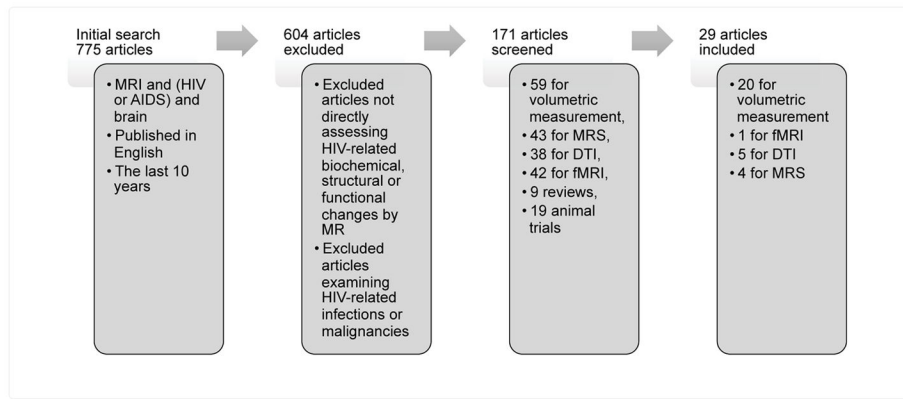 Initial search
775 articles
• MRI and (HIV
or AIDS) and
brain
• Published in
English
• The last 10
years
604 articles
excluded
• Excluded
articles not
directly
assessing
HIV-related
biochemical,
structural or
functional
changes by
MR
• Excluded
articles
examining
HIV-related
infections or
malignancies
171 articles
screened
• 59 for
volumetric
measurement,
• 43 for MRS,
• 38 for DTI,
• 42 for fMRI,
• 9 reviews,
• 19 animal
trials
29 articles
included
• 20 for
volumetric
measurement
• 1 for fMRI
• 5 for DTI
• 4 for MRS